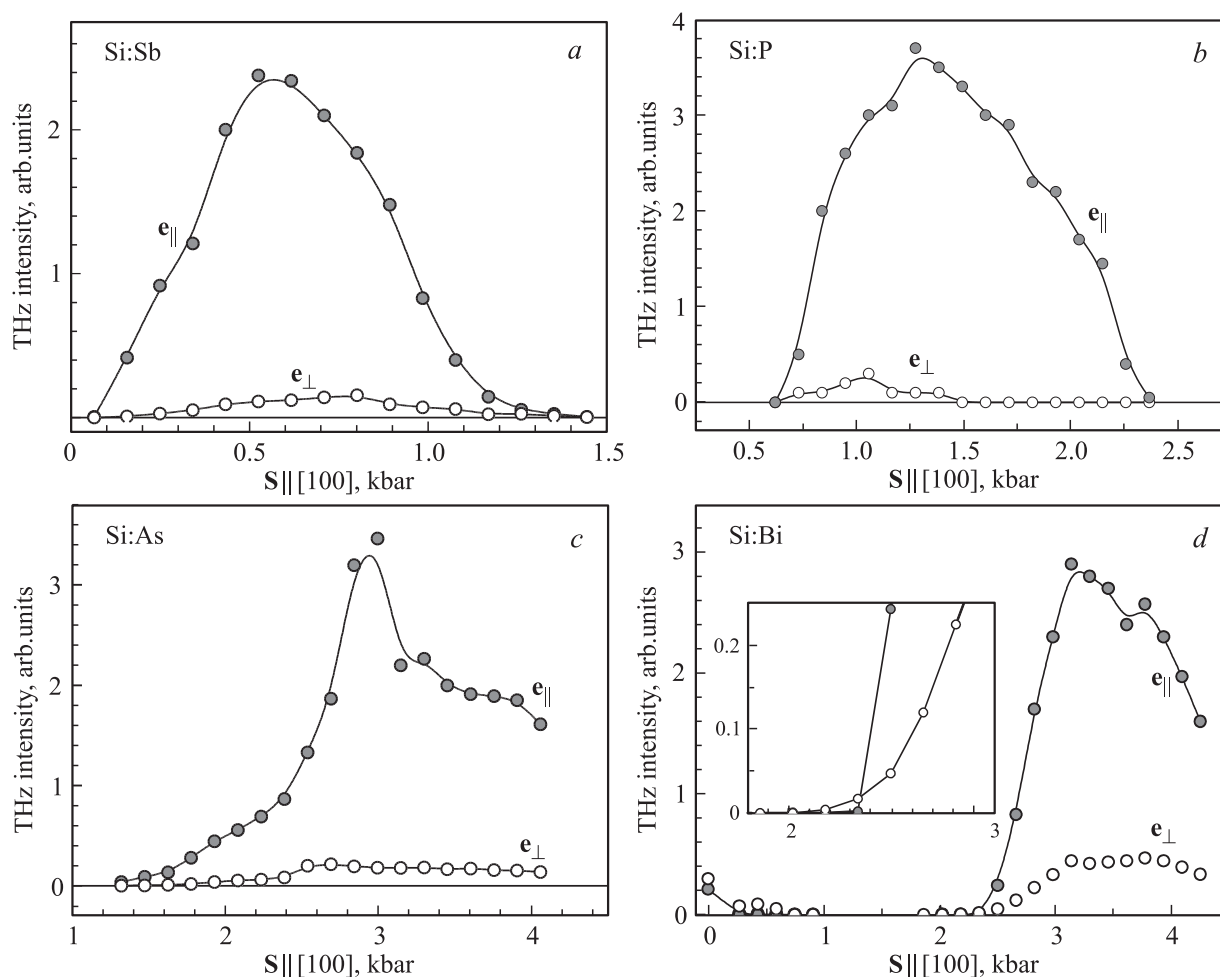 Si:Sb
a
THz intensity, arb.units
2
1
e||
e⊥
0
0.5
1.0
1.5
S||[100], kbar
Si:P
b
THz intensity, arb.units
4
3
2
1
0
e||
e⊥
0.5
1.0
1.5
2.0
2.5
S||[100], kbar
Si:As
c
THz intensity, arb.units
3
2
1
0
e||
e⊥
1
2
3
4
S||[100], kbar
Si:Bi
d
THz intensity, arb.units
3
2
1
0
0.2
0.1
0
2
3
e||
e⊥
0
1
2
3
4
S||[100], kbar